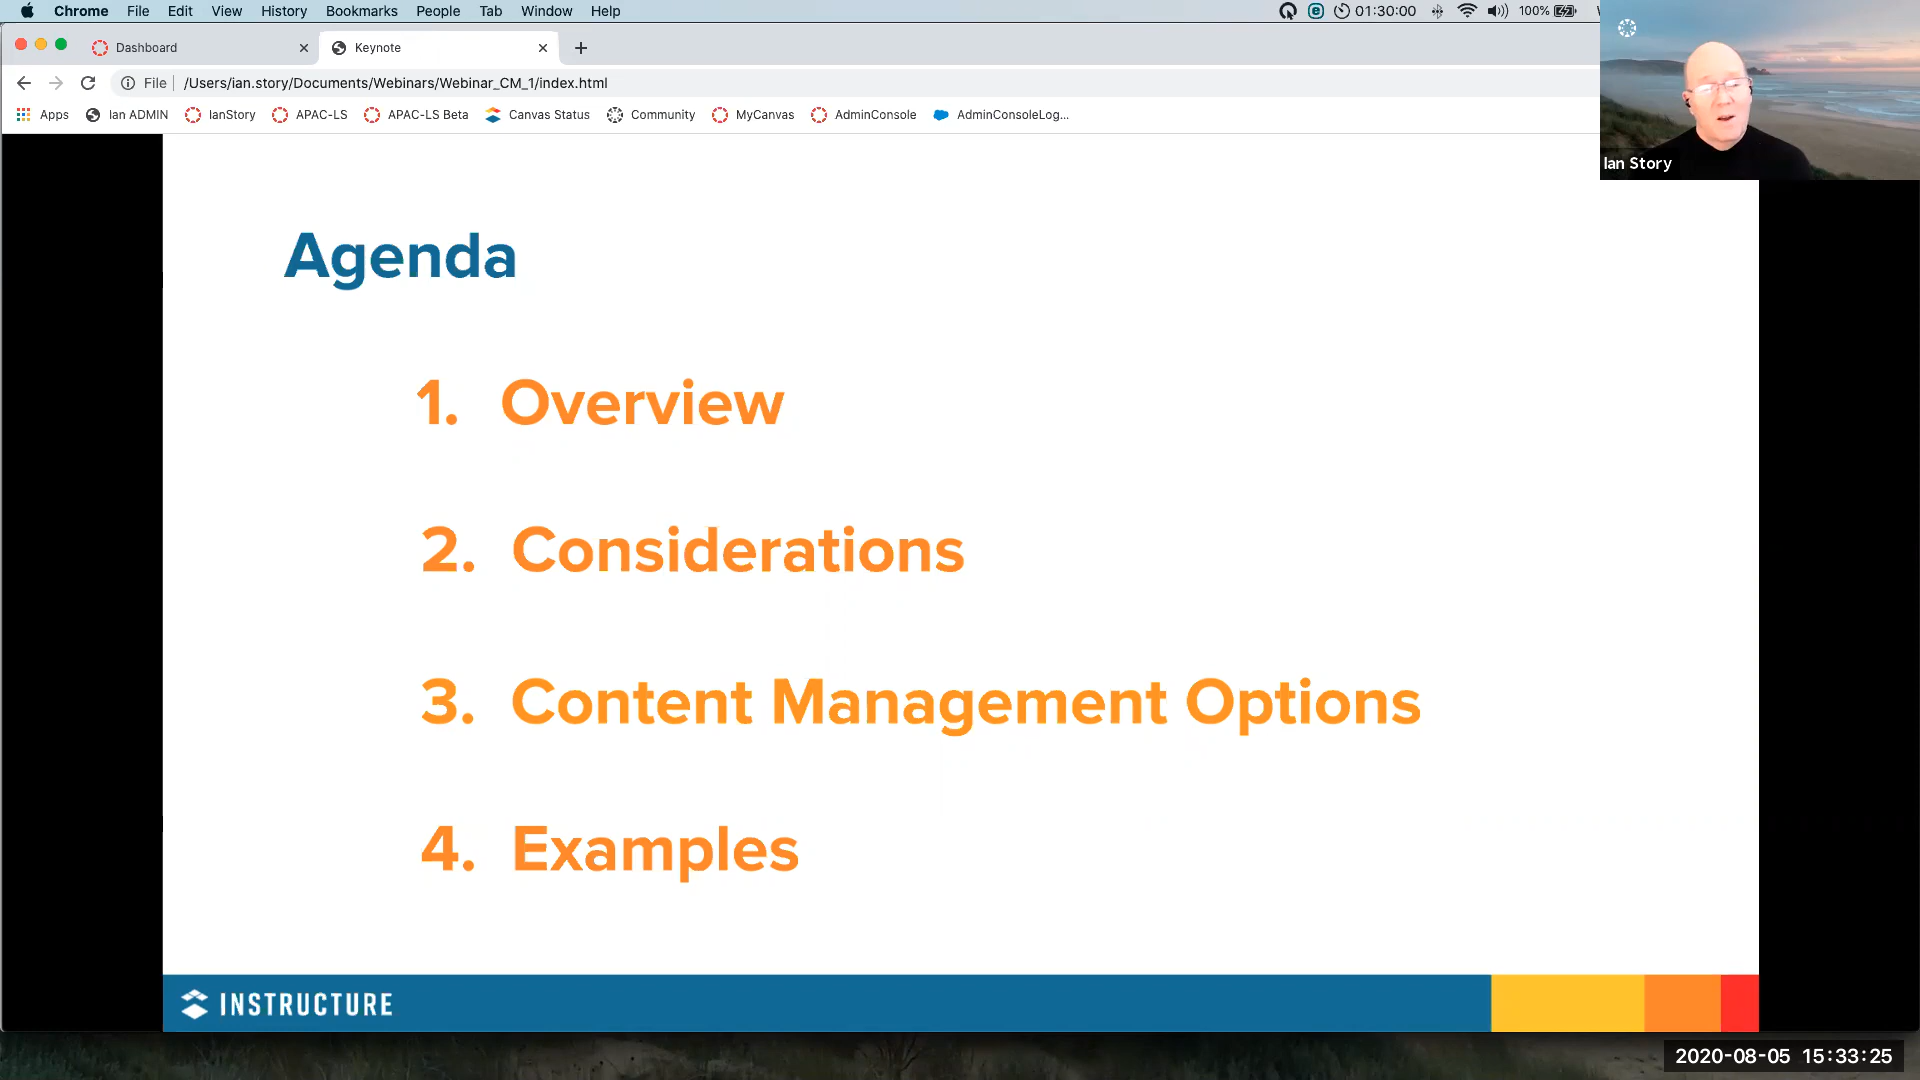 Chrome File Edit View History Bookmarks People Tab Window Help 01:30:00 100%
Dashboard Keynote
File /Users/ian.story/Documents/Webinars/Webinar_CM_1/index.html
Apps Ian ADMIN IanStory APAC-LS APAC-LS Beta Canvas Status Community MyCanvas AdminConsole AdminConsoleLog...
Ian Story
Agenda
1. Overview
2. Considerations
3. Content Management Options
4. Examples
INSTRUCTURE
2020-08-05 15:33:25